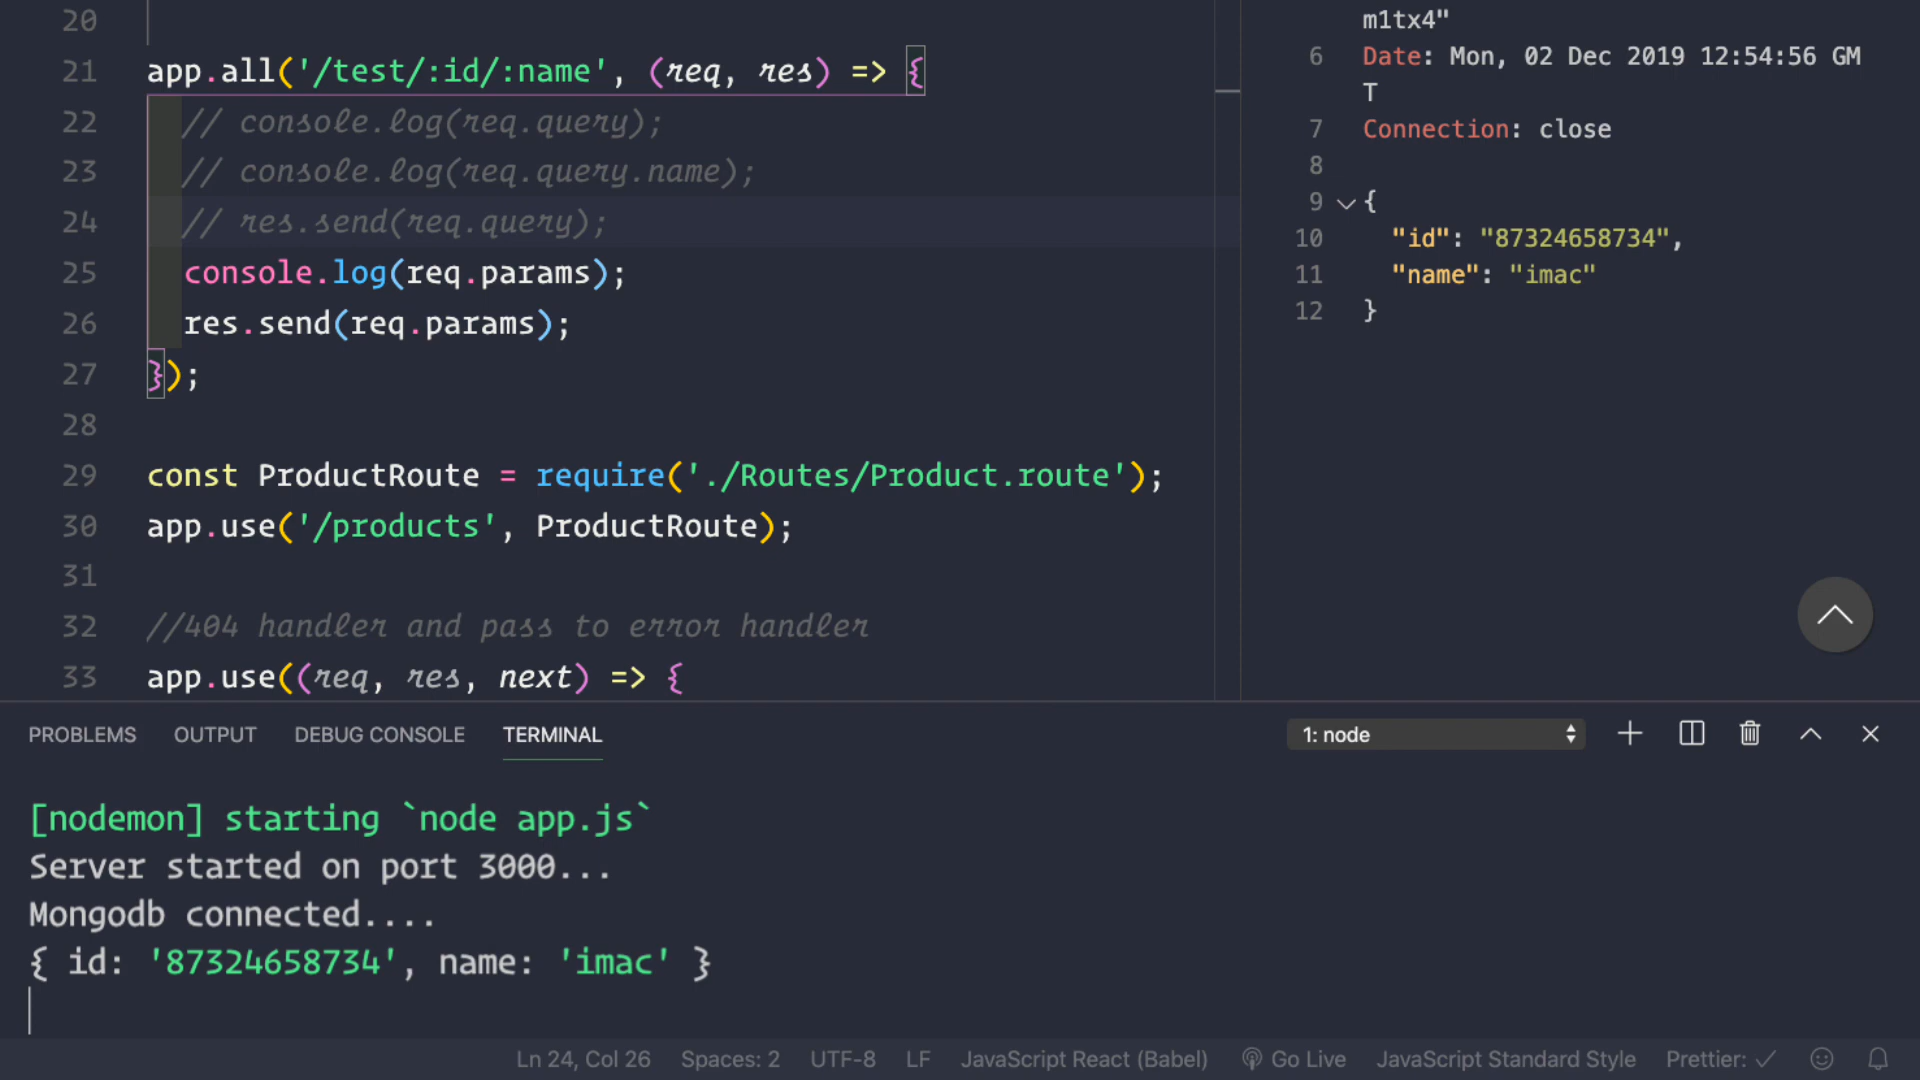 20
21 app.all('/test/:id/:name', (req, res) => {
22 // console.log(req.query);
23 // console.log(req.query.name);
24 // res.send(req.query);
25 console.log(req.params);
26 res.send(req.params);
27 });
28
29 const ProductRoute = require('./Routes/Product.route');
30 app.use('/products', ProductRoute);
31
32 //404 handler and pass to error handler
33 app.use((req, res, next) => {
m1tx4"
6 Date: Mon, 02 Dec 2019 12:54:56 GM
T
7 Connection: close
8
9 {
10 "id": "87324658734",
11 "name": "imac"
12 }
PROBLEMS OUTPUT DEBUG CONSOLE TERMINAL 1: node
[nodemon] starting `node app.js`
Server started on port 3000...
Mongodb connected....
{ id: '87324658734', name: 'imac' }
Ln 24, Col 26 Spaces: 2 UTF-8 LF JavaScript React (Babel) Go Live JavaScript Standard Style Prettier: ✓